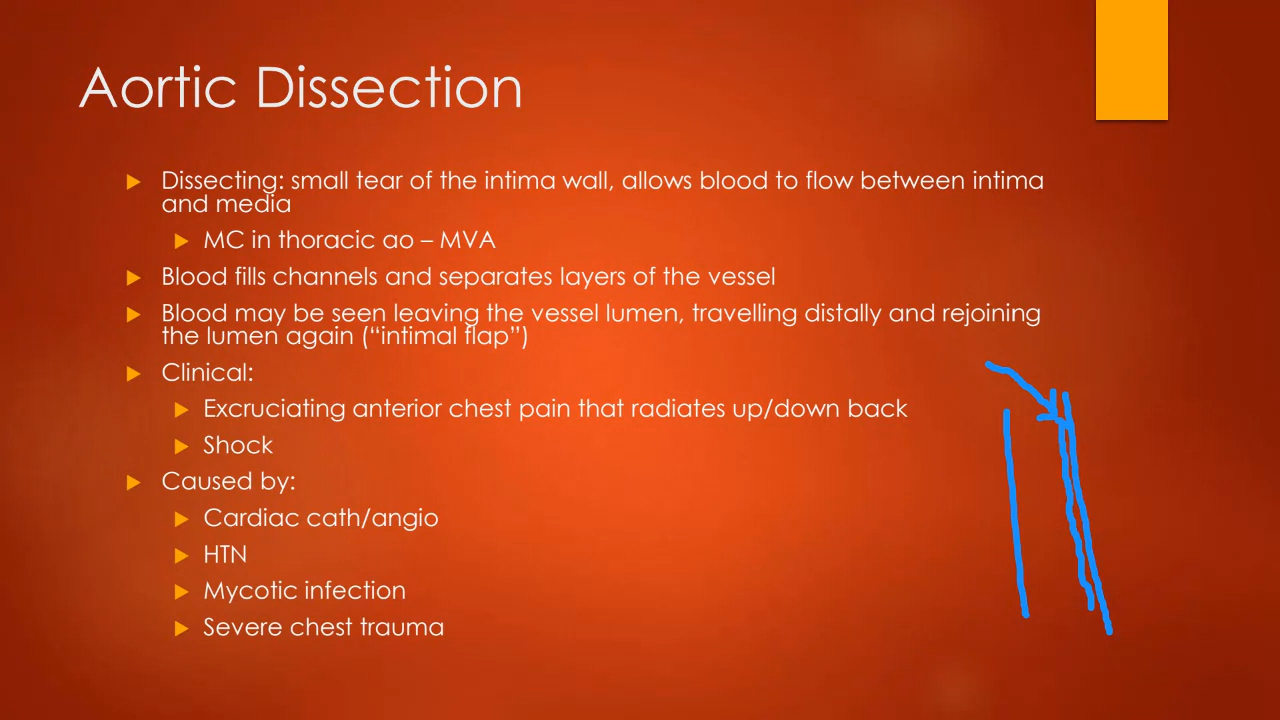 Aortic Dissection
Dissecting: small tear of the intima wall, allows blood to flow between intima
and media
MC in thoracic ao – MVA
Blood fills channels and separates layers of the vessel
Blood may be seen leaving the vessel lumen, travelling distally and rejoining
the lumen again (“intimal flap”)
Clinical:
Excruciating anterior chest pain that radiates up/down back
Shock
Caused by:
Cardiac cath/angio
HTN
Mycotic infection
Severe chest trauma